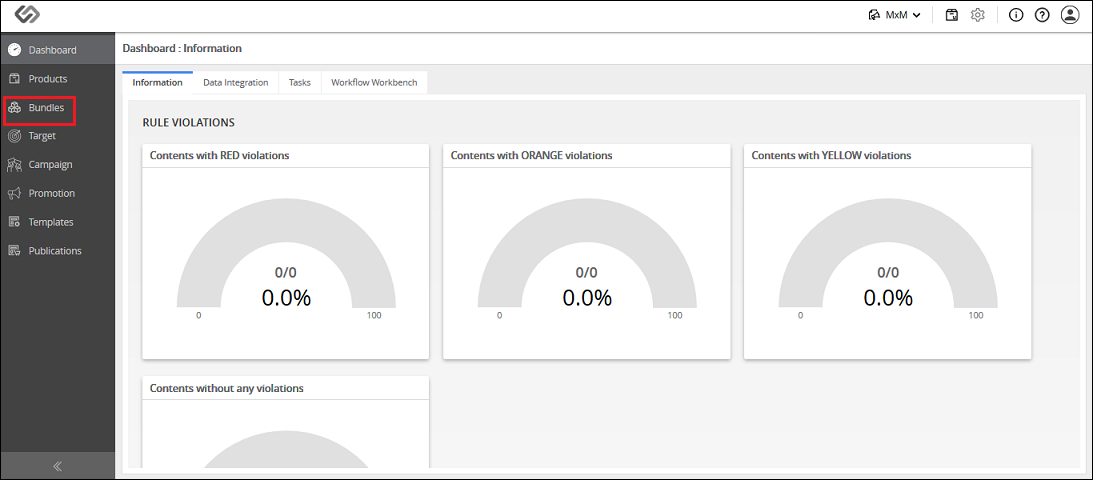 MxM
Dashboard
Dashboard : Information
Products
Bundles
Target
Campaign
Promotion
Templates
Publications
Information
Data Integration
Tasks
Workflow Workbench
RULE VIOLATIONS
Contents with RED violations
0/0
0.0%
0
100
Contents with ORANGE violations
0/0
0.0%
0
100
Contents with YELLOW violations
0/0
0.0%
0
100
Contents without any violations